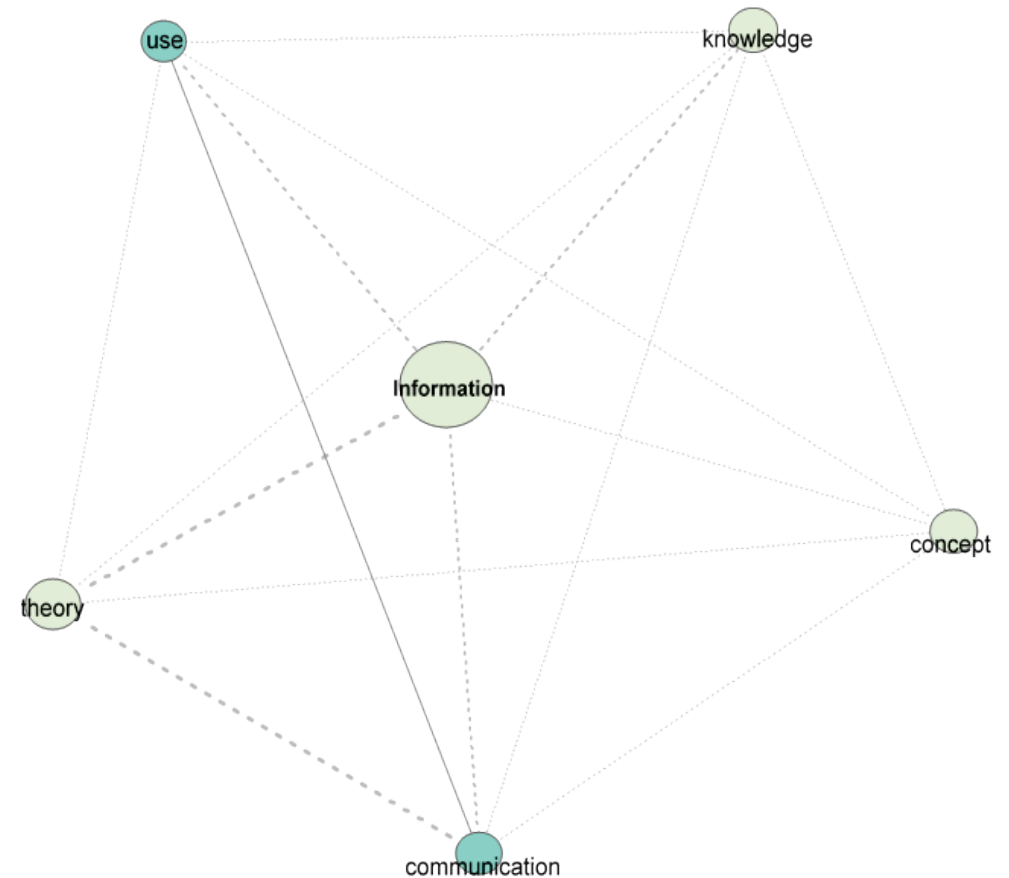 use
knowledge
Information
concept
theory
communication